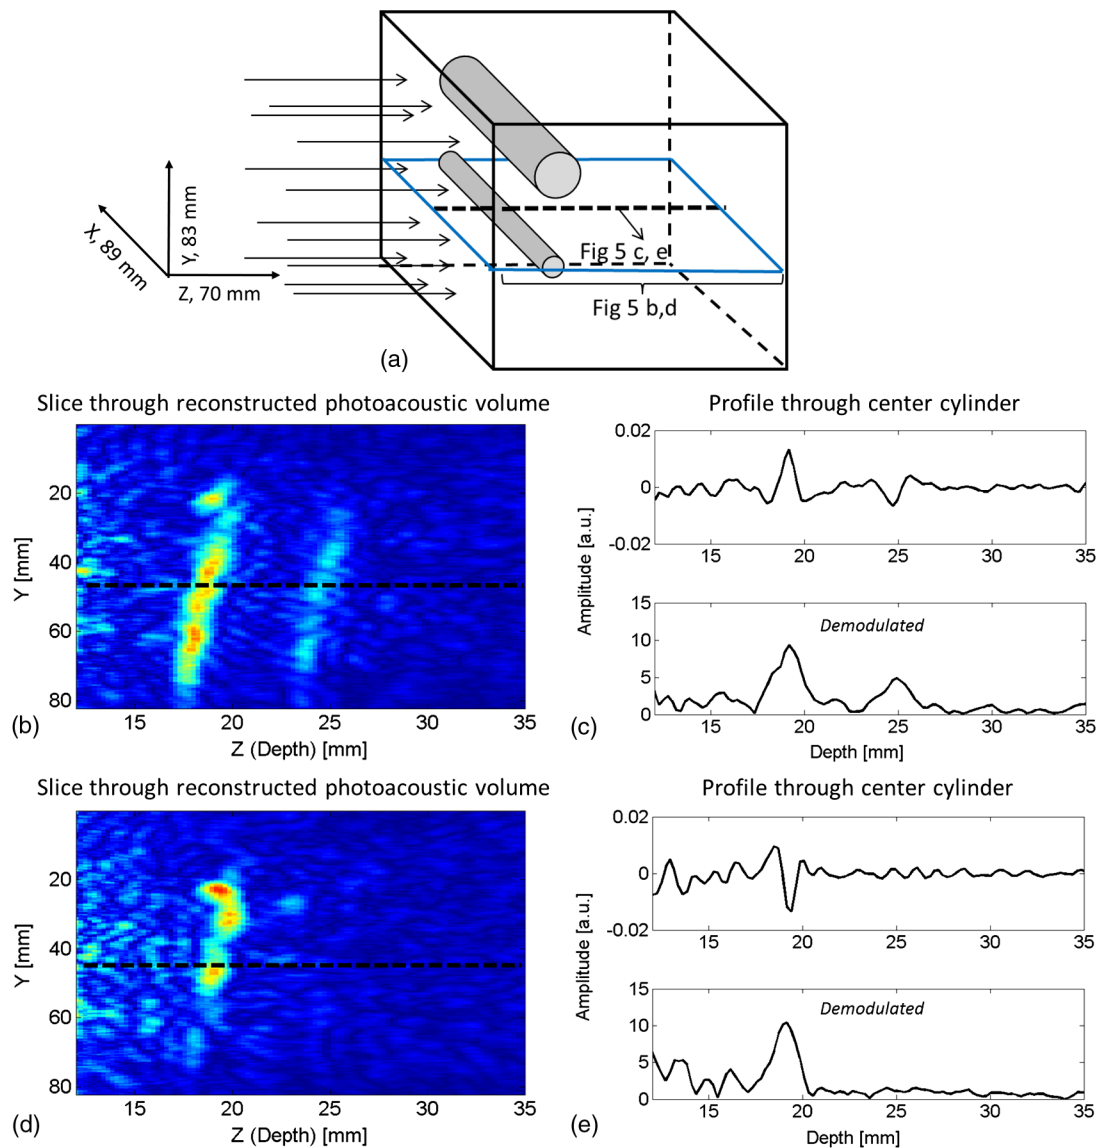 X, 89 mm
Y, 83 mm
Z, 70 mm
Fig 5 c, e
Fig 5 b,d
(a)
Slice through reconstructed photoacoustic volume
20
40
60
80
Y [mm]
15
20
25
30
35
Z (Depth) [mm]
(b)
Profile through center cylinder
0.02
0
-0.02
15
20
25
30
35
Amplitude [a.u.]
Demodulated
15
10
5
0
15
20
25
30
35
Depth [mm]
(c)
Slice through reconstructed photoacoustic volume
20
40
60
80
Y [mm]
15
20
25
30
35
Z (Depth) [mm]
(d)
Profile through center cylinder
0.02
0
-0.02
15
20
25
30
35
Amplitude [a.u.]
Demodulated
15
10
5
0
15
20
25
30
35
Depth [mm]
(e)